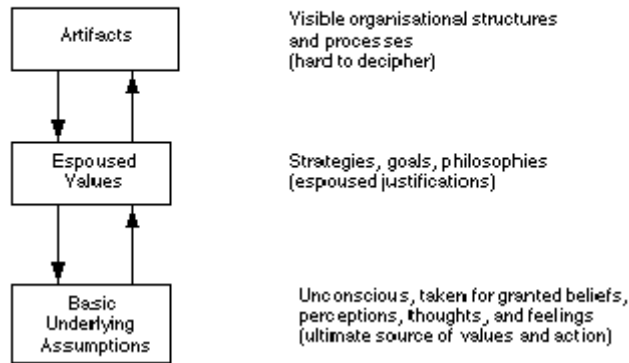 Artifacts
Visible organisational structures
and processes
(hard to decipher)
Espoused
Values
Strategies, goals, philosophies
(espoused justifications)
Basic
Underlying
Assumptions
Unconscious, taken for granted beliefs,
perceptions, thoughts, and feelings
(ultimate source of values and action)